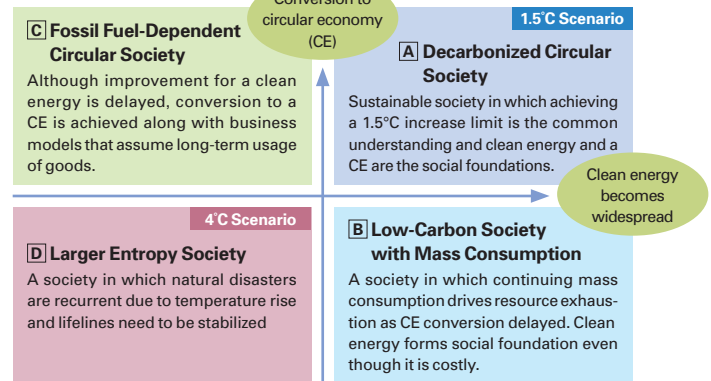 Conversion to
circular economy
(CE)
C Fossil Fuel-Dependent
Circular Society
Although improvement for a clean
energy is delayed, conversion to a
CE is achieved along with business
models that assume long-term usage
of goods.
1.5°C Scenario
A Decarbonized Circular
Society
Sustainable society in which achieving
a 1.5°C increase limit is the common
understanding and clean energy and a
CE are the social foundations.
Clean energy
becomes
widespread
4°C Scenario
D Larger Entropy Society
A society in which natural disasters
are recurrent due to temperature rise
and lifelines need to be stabilized
B Low-Carbon Society
with Mass Consumption
A society in which continuing mass
consumption drives resource exhaus-
tion as CE conversion delayed. Clean
energy forms social foundation even
though it is costly.